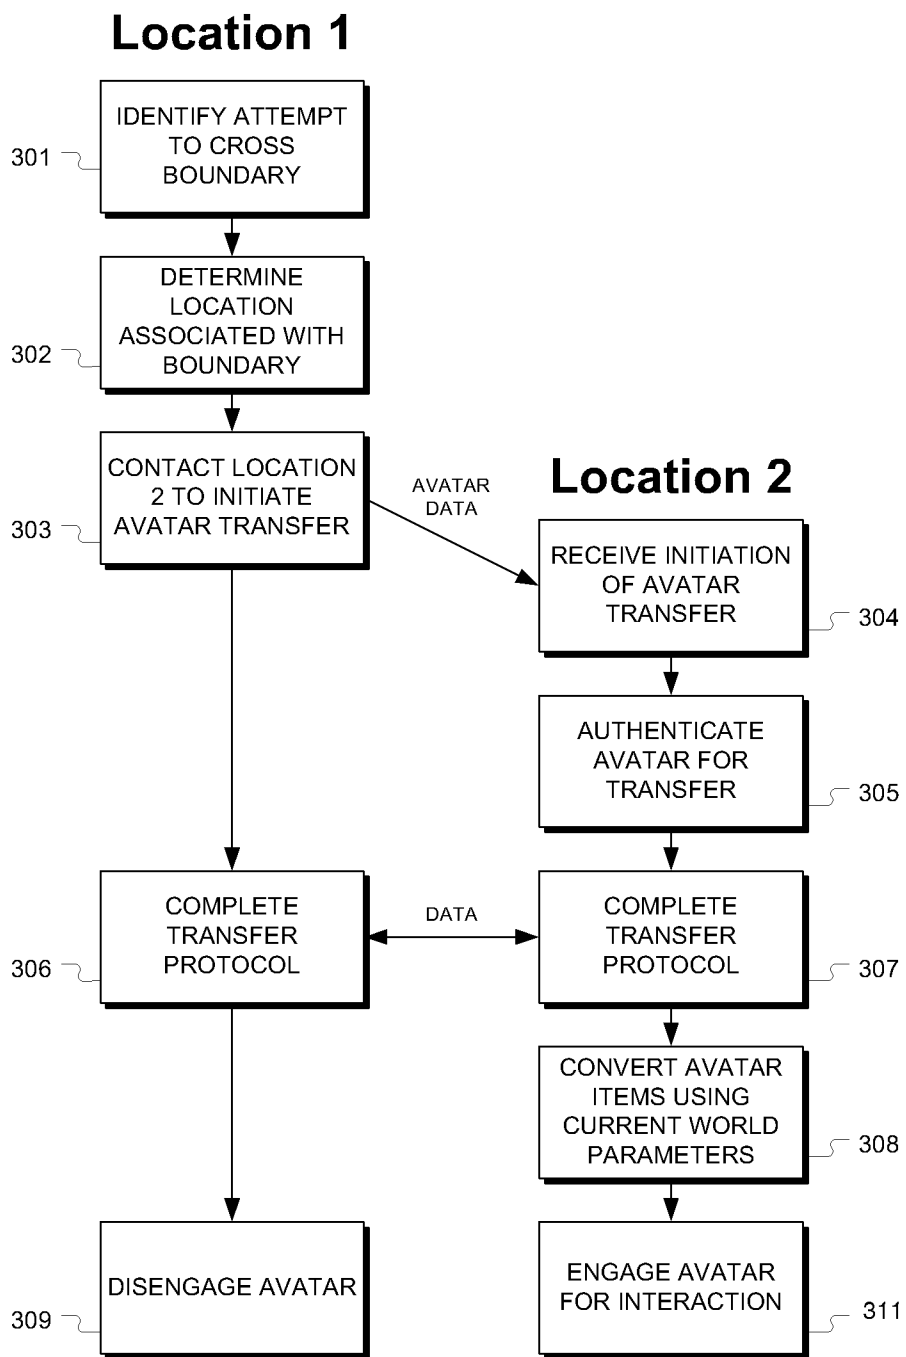 Location 1
IDENTIFY ATTEMPT
TO CROSS
BOUNDARY
301
DETERMINE
LOCATION
ASSOCIATED WITH
BOUNDARY
302
CONTACT LOCATION
2 TO INITIATE
AVATAR TRANSFER
303
AVATAR
DATA
Location 2
RECEIVE INITIATION
OF AVATAR
TRANSFER
304
AUTHENTICATE
AVATAR FOR
TRANSFER
305
COMPLETE
TRANSFER
PROTOCOL
306
DATA
COMPLETE
TRANSFER
PROTOCOL
307
CONVERT AVATAR
ITEMS USING
CURRENT WORLD
PARAMETERS
308
DISENGAGE AVATAR
309
ENGAGE AVATAR
FOR INTERACTION
311